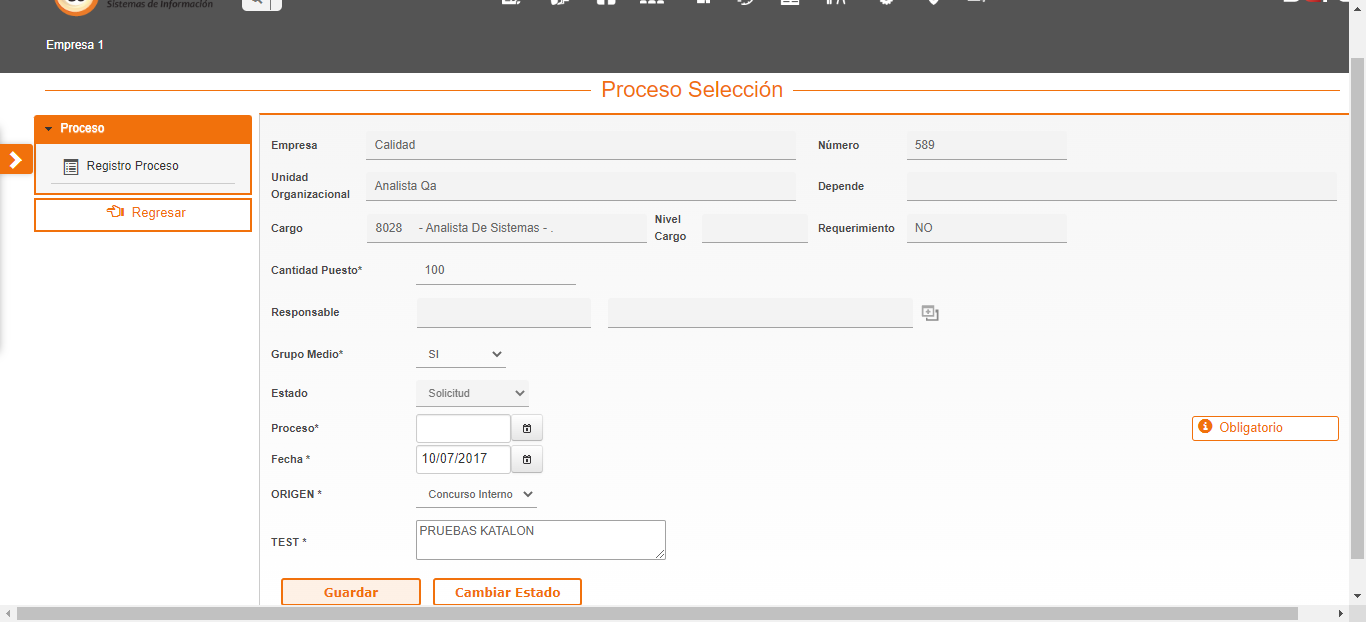 Sistemas de Información
Empresa 1
Proceso Selección
Proceso
Registro Proceso
Regresar
Empresa Calidad Número 589
Unidad Organizacional Analista Qa Depende
Cargo 8028 - Analista De Sistemas - . Nivel Cargo Requerimiento NO
Cantidad Puesto* 100
Responsable
Grupo Medio* SI
Estado Solicitud
Proceso* Obligatorio
Fecha * 10/07/2017
ORIGEN * Concurso Interno
TEST * PRUEBAS KATALON
Guardar Cambiar Estado